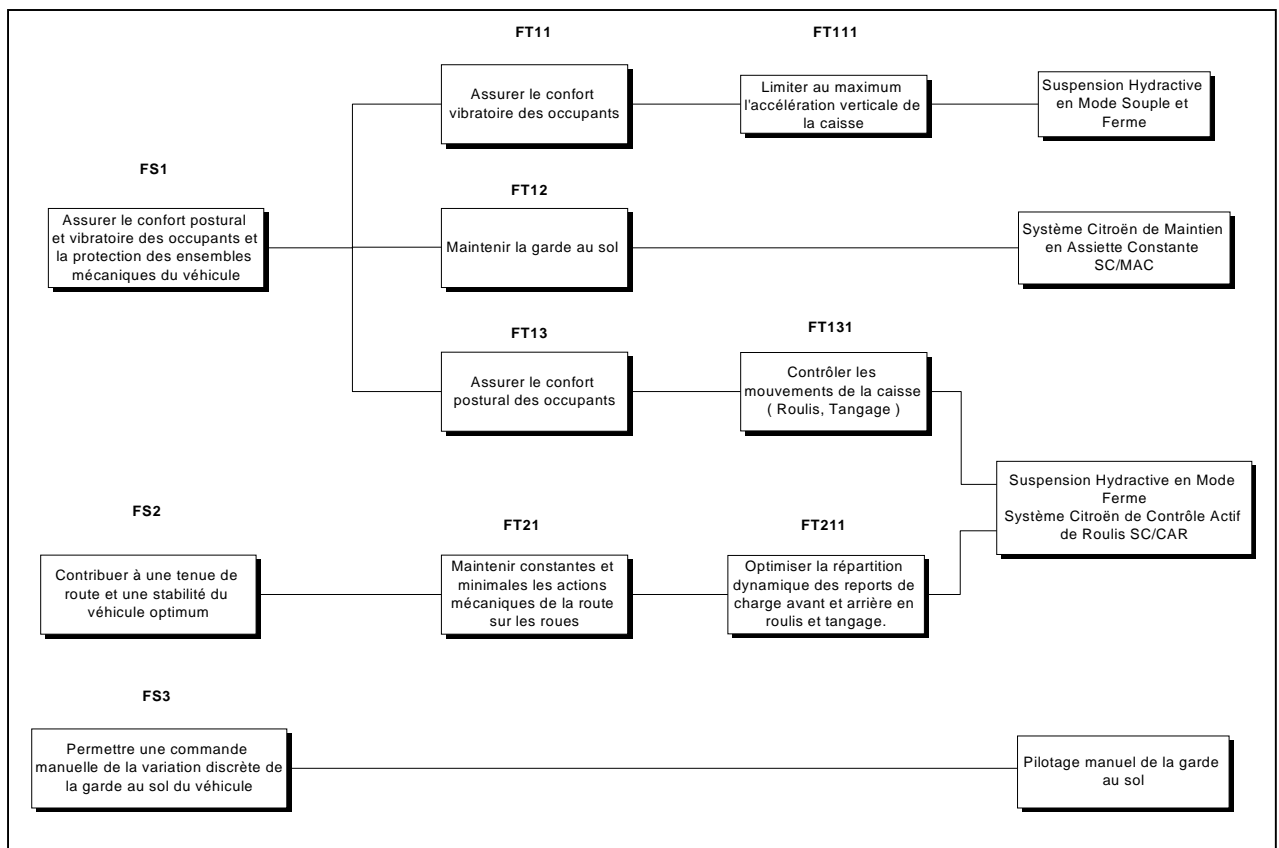 FT11
FT111
Assurer le confort
vibratoire des occupants
Limiter au maximum
l'accélération verticale de
la caisse
Suspension Hydractive
en Mode Souple et
Ferme
FS1
Assurer le confort postural
et vibratoire des occupants et
la protection des ensembles
mécaniques du véhicule
FT12
Maintenir la garde au sol
Système Citroën de Maintien
en Assiette Constante
SC/MAC
FT13
Assurer le confort
postural des occupants
FT131
Contrôler les
mouvements de la caisse
( Roulis, Tangage )
Suspension Hydractive en Mode
Ferme
Système Citroën de Contrôle Actif
de Roulis SC/CAR
FS2
Contribuer à une tenue de
route et une stabilité du
véhicule optimum
FT21
Maintenir constantes et
minimales les actions
mécaniques de la route
sur les roues
FT211
Optimiser la répartition
dynamique des reports de
charge avant et arrière en
roulis et tangage.
FS3
Permettre une commande
manuelle de la variation discrète de
la garde au sol du véhicule
Pilotage manuel de la garde
au sol